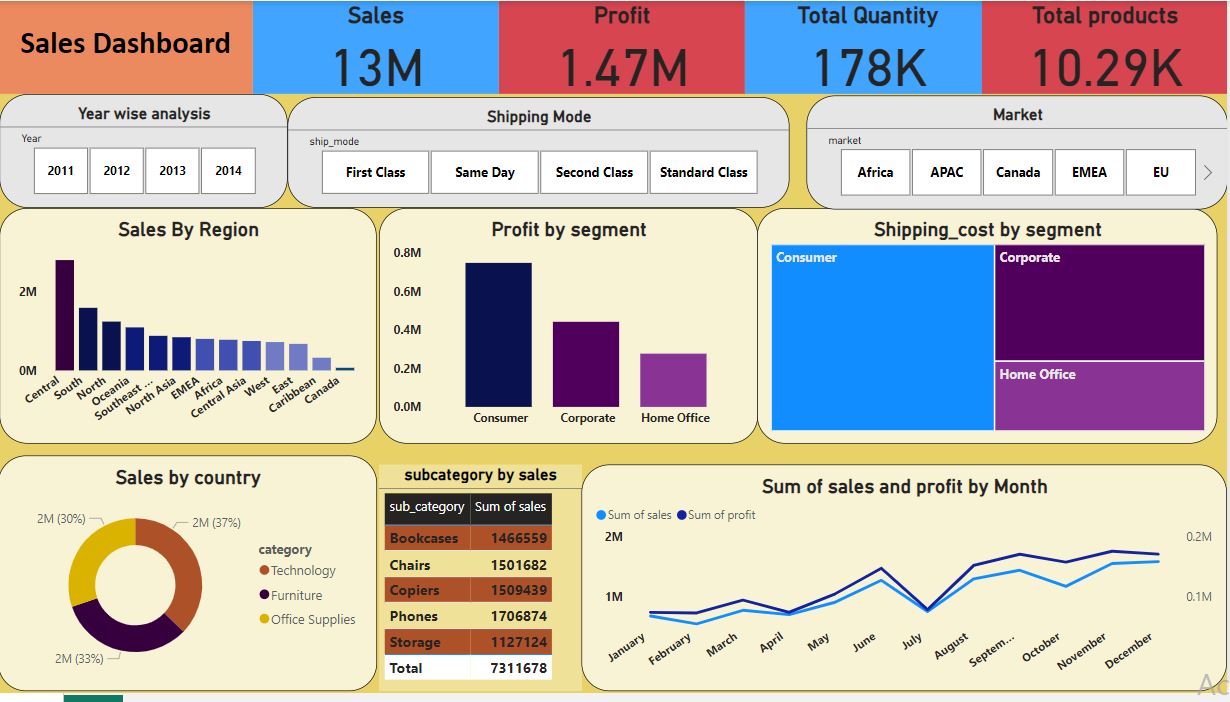 Sales Dashboard
Sales
13M
Profit
1.47M
Total Quantity
178K
Total products
10.29K
Year wise analysis
Year
2011 2012 2013 2014
Shipping Mode
ship_mode
First Class Same Day Second Class Standard Class
Market
market
Africa APAC Canada EMEA EU
Sales By Region
2M
0M
Central South North Oceania Southeast ... North Asia EMEA Africa Central Asia West East Caribbean Canada
Profit by segment
0.8M
0.6M
0.4M
0.2M
0.0M
Consumer Corporate Home Office
Shipping_cost by segment
Consumer
Corporate
Home Office
Sales by country
2M (30%)
2M (37%)
2M (33%)
category
Technology
Furniture
Office Supplies
subcategory by sales
sub_category Sum of sales
Bookcases 1466559
Chairs 1501682
Copiers 1509439
Phones 1706874
Storage 1127124
Total 7311678
Sum of sales and profit by Month
Sum of sales Sum of profit
2M 0.2M
1M 0.1M
January February March April May June July August Septem... October November December